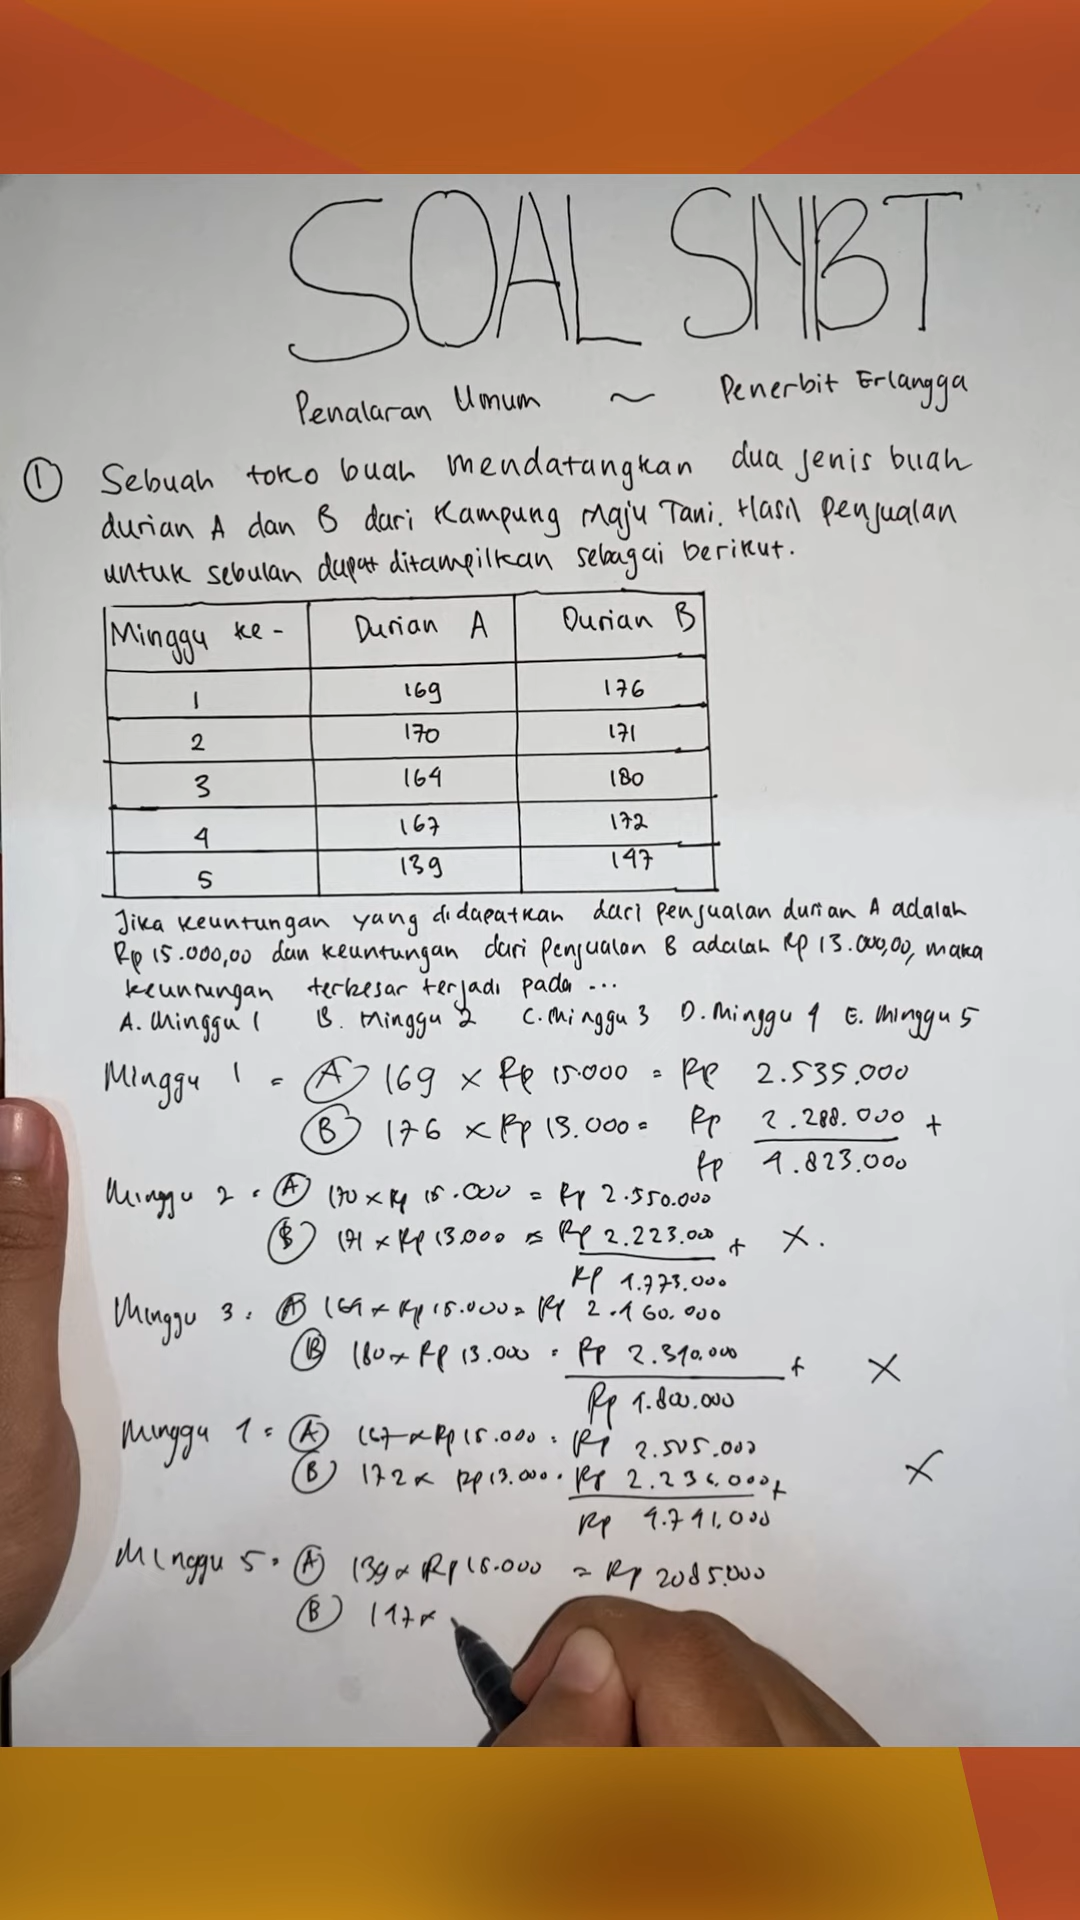 SOAL SNBT
Penalaran Umum ~ Penerbit Erlangga
① Sebuah toko buah mendatangkan dua jenis buah
durian A dan B dari Kampung Maju Tani. Hasil penjualan
untuk sebulan dapat ditampilkan sebagai berikut.
Minggu ke- Durian A Durian B
1 169 176
2 170 171
3 164 180
4 167 172
5 139 147
Jika keuntungan yang didapatkan dari penjualan durian A adalah
Rp 15.000,00 dan keuntungan dari penjualan B adalah Rp 13.000,00, maka
keuntungan terbesar terjadi pada ...
A. Minggu 1 B. Minggu 2 C. Minggu 3 D. Minggu 4 E. Minggu 5
Minggu 1 = Ⓐ 169 x Rp 15.000 = Rp 2.535.000
Ⓑ 176 x Rp 13.000 = Rp 2.288.000 +
Rp 4.823.000
Minggu 2 = Ⓐ 170 x Rp 15.000 = Rp 2.550.000
Ⓑ 171 x Rp 13.000 = Rp 2.223.000 + X.
Rp 4.773.000
Minggu 3 = Ⓐ 164 x Rp 15.000 = Rp 2.460.000
Ⓑ 180 x Rp 13.000 = Rp 2.340.000 + X
Rp 4.800.000
Minggu 4 = Ⓐ 167 x Rp 15.000 = Rp 2.505.000
Ⓑ 172 x Rp 13.000 = Rp 2.236.000 + X
Rp 4.741.000
Minggu 5 = Ⓐ 139 x Rp 15.000 = Rp 2085.000
Ⓑ 147 x